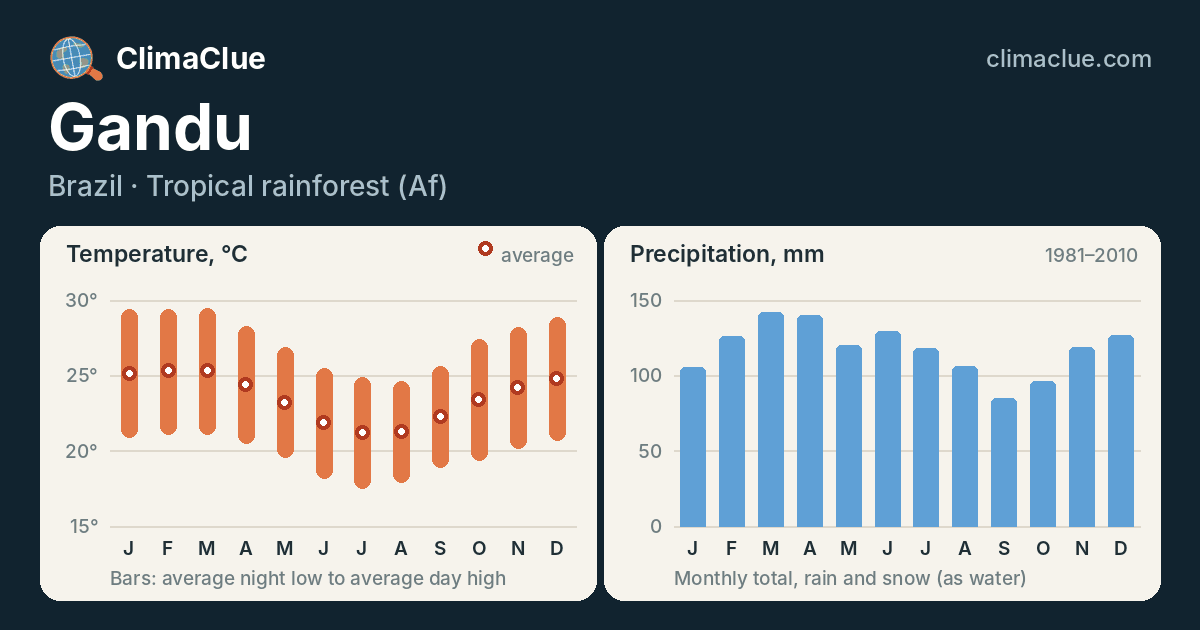 ClimaClue
climaclue.com
Gandu
Brazil · Tropical rainforest (Af)
Temperature, °C
average
30°
25°
20°
15°
J F M A M J J A S O N D
Bars: average night low to average day high
Precipitation, mm
1981–2010
150
100
50
0
J F M A M J J A S O N D
Monthly total, rain and snow (as water)